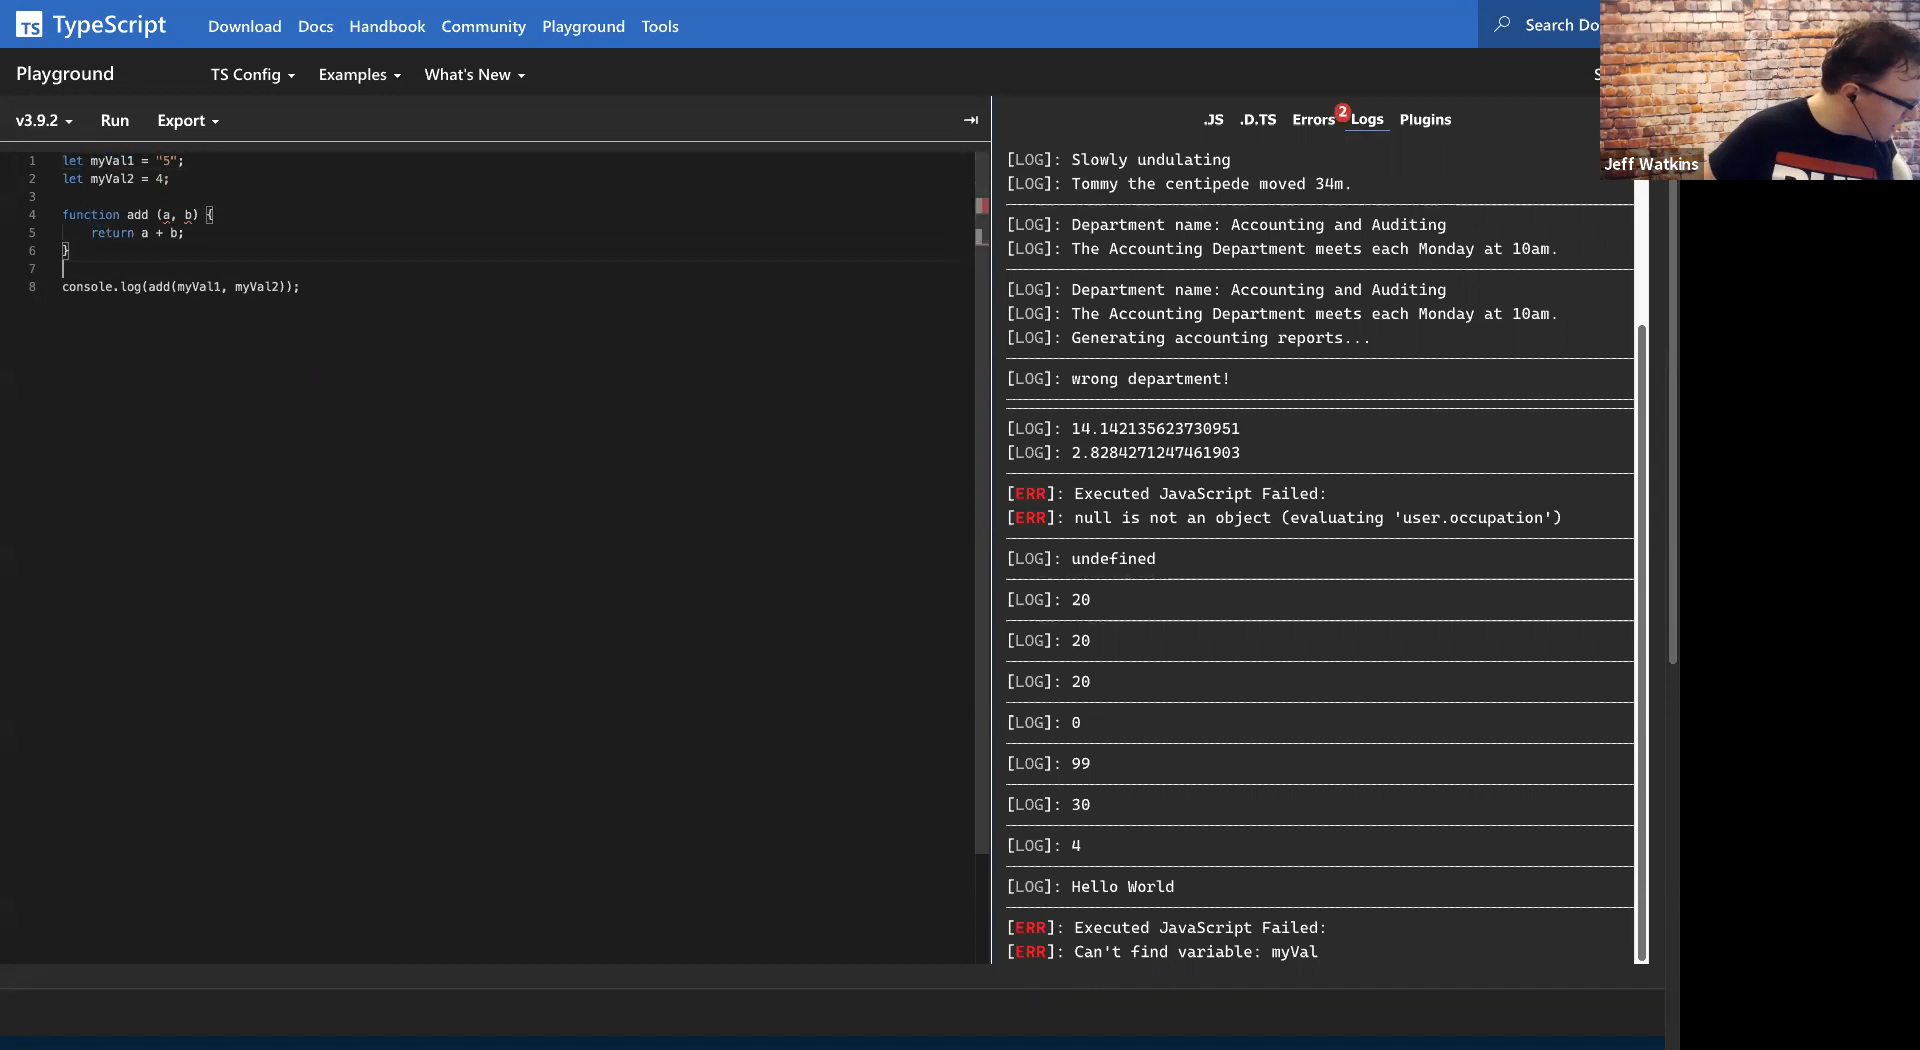 TS TypeScript Download Docs Handbook Community Playground Tools Search Do
Playground TS Config Examples What's New S
v3.9.2 Run Export
.JS .D.TS Errors 2 Logs Plugins
Jeff Watkins
1 let myVal1 = "5";
2 let myVal2 = 4;
3
4 function add (a, b) {
5 return a + b;
6 }
7
8 console.log(add(myVal1, myVal2));
[LOG]: Slowly undulating
[LOG]: Tommy the centipede moved 34m.
[LOG]: Department name: Accounting and Auditing
[LOG]: The Accounting Department meets each Monday at 10am.
[LOG]: Department name: Accounting and Auditing
[LOG]: The Accounting Department meets each Monday at 10am.
[LOG]: Generating accounting reports...
[LOG]: wrong department!
[LOG]: 14.142135623730951
[LOG]: 2.8284271247461903
[ERR]: Executed JavaScript Failed:
[ERR]: null is not an object (evaluating 'user.occupation')
[LOG]: undefined
[LOG]: 20
[LOG]: 20
[LOG]: 20
[LOG]: 0
[LOG]: 99
[LOG]: 30
[LOG]: 4
[LOG]: Hello World
[ERR]: Executed JavaScript Failed:
[ERR]: Can't find variable: myVal